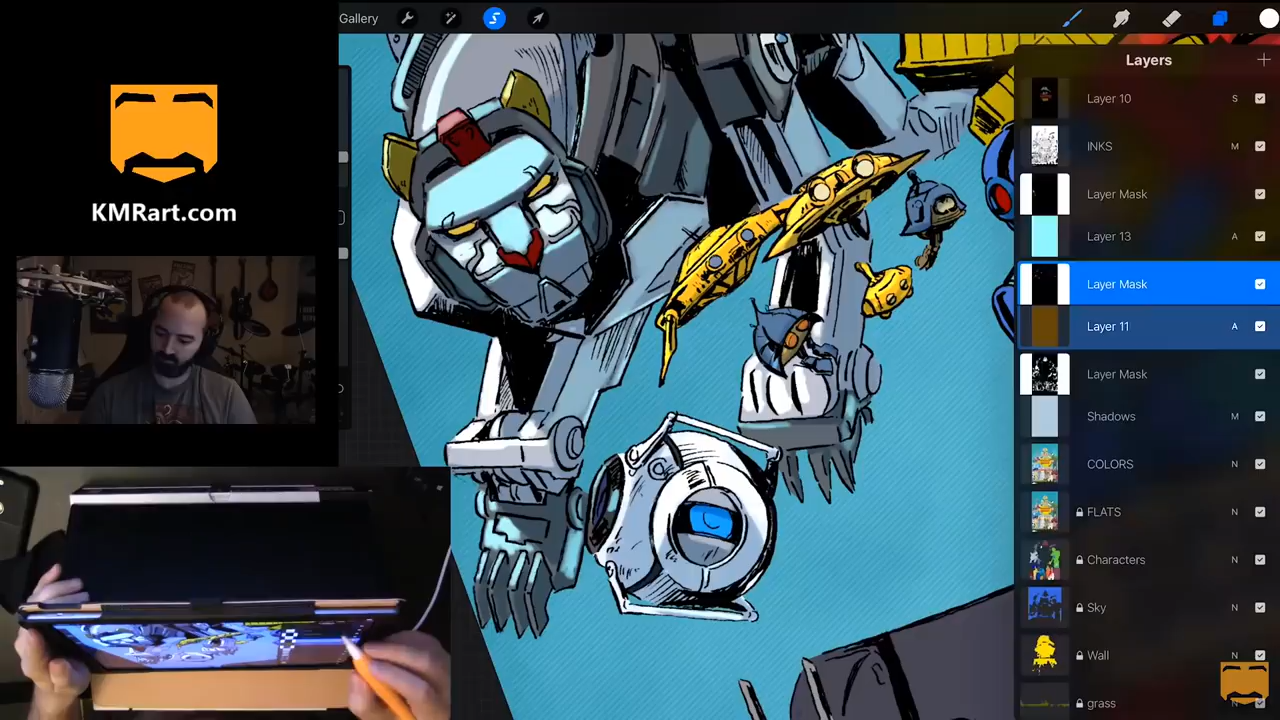 KMRart.com
Gallery
Layers
Layer 10 S
INKS M
Layer Mask
Layer 13 A
Layer Mask
Layer 11 A
Layer Mask
Shadows M
COLORS N
FLATS N
Characters N
Sky N
Wall N
grass N